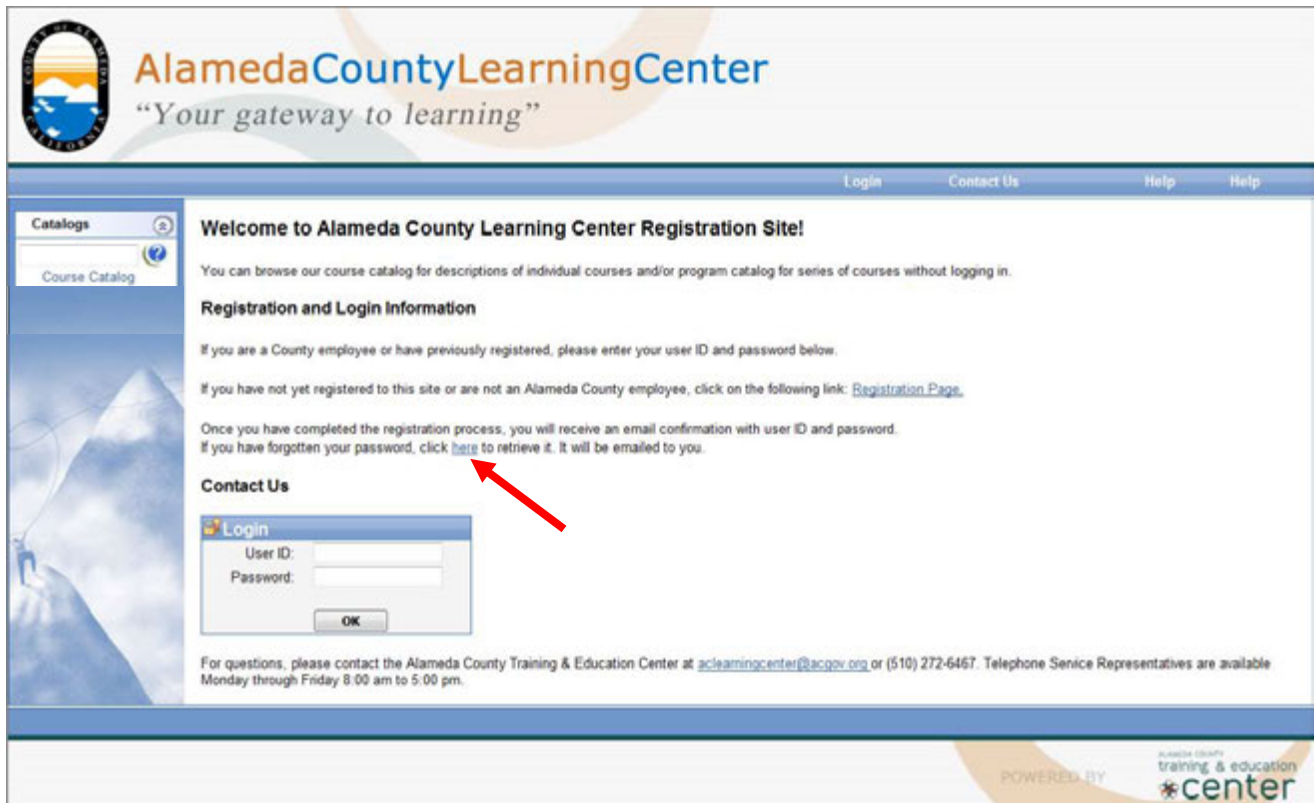 COUNTY OF ALAMEDA
CALIFORNIA
AlamedaCountyLearningCenter
“Your gateway to learning”
Login Contact Us Help Help
Catalogs
Course Catalog
Welcome to Alameda County Learning Center Registration Site!
You can browse our course catalog for descriptions of individual courses and/or program catalog for series of courses without logging in.
Registration and Login Information
If you are a County employee or have previously registered, please enter your user ID and password below.
If you have not yet registered to this site or are not an Alameda County employee, click on the following link: Registration Page.
Once you have completed the registration process, you will receive an email confirmation with user ID and password.
If you have forgotten your password, click here to retrieve it. It will be emailed to you.
Contact Us
Login
User ID:
Password:
OK
For questions, please contact the Alameda County Training & Education Center at aclearningcenter@acgov.org or (510) 272-6467. Telephone Service Representatives are available
Monday through Friday 8:00 am to 5:00 pm.
POWERED BY
ALAMEDA COUNTY
training & education
center